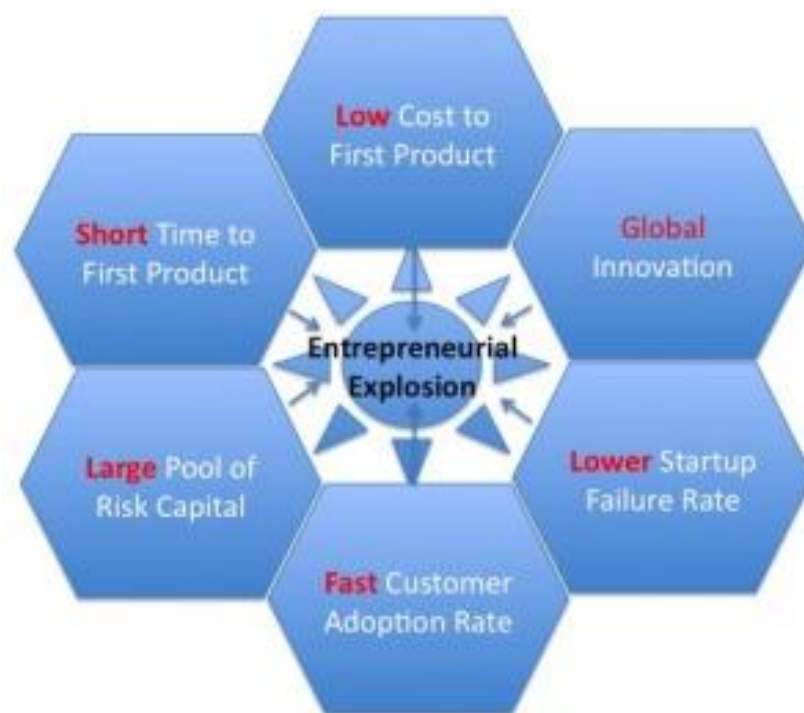 Low Cost to
First Product
Short Time to
First Product
Global
Innovation
Entrepreneurial
Explosion
Large Pool of
Risk Capital
Lower Startup
Failure Rate
Fast Customer
Adoption Rate